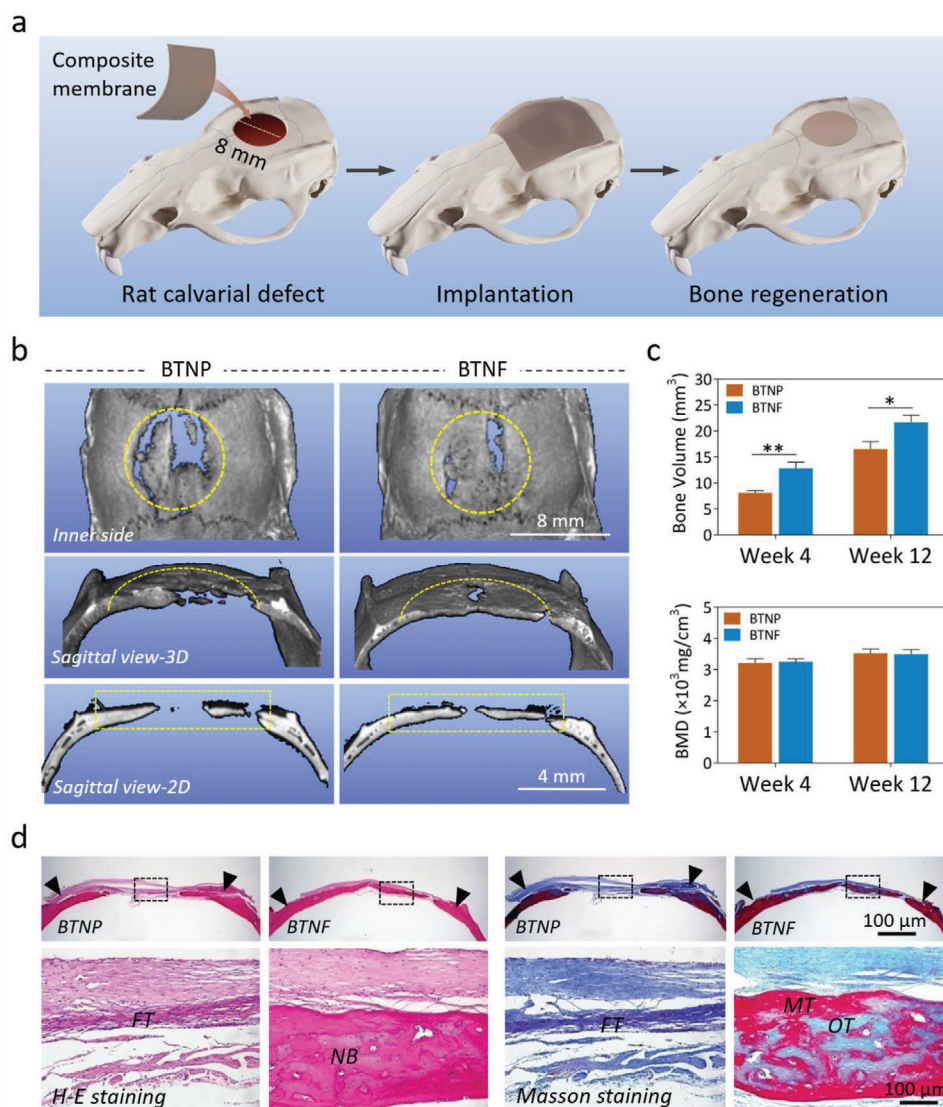 a
Composite
membrane
8 mm
Rat calvarial defect
Implantation
Bone regeneration
b
BTNP
BTNF
Inner side
8 mm
Sagittal view-3D
Sagittal view-2D
4 mm
c
Bone Volume (mm³)
30
25
20
15
10
5
0
BTNP
BTNF
**
*
Week 4
Week 12
BMD (×10³mg/cm³)
5
4
3
2
1
0
BTNP
BTNF
Week 4
Week 12
d
BTNP
BTNF
BTNP
BTNF
100 μm
FT
NB
FT
MT
OT
H-E staining
Masson staining
100 μm